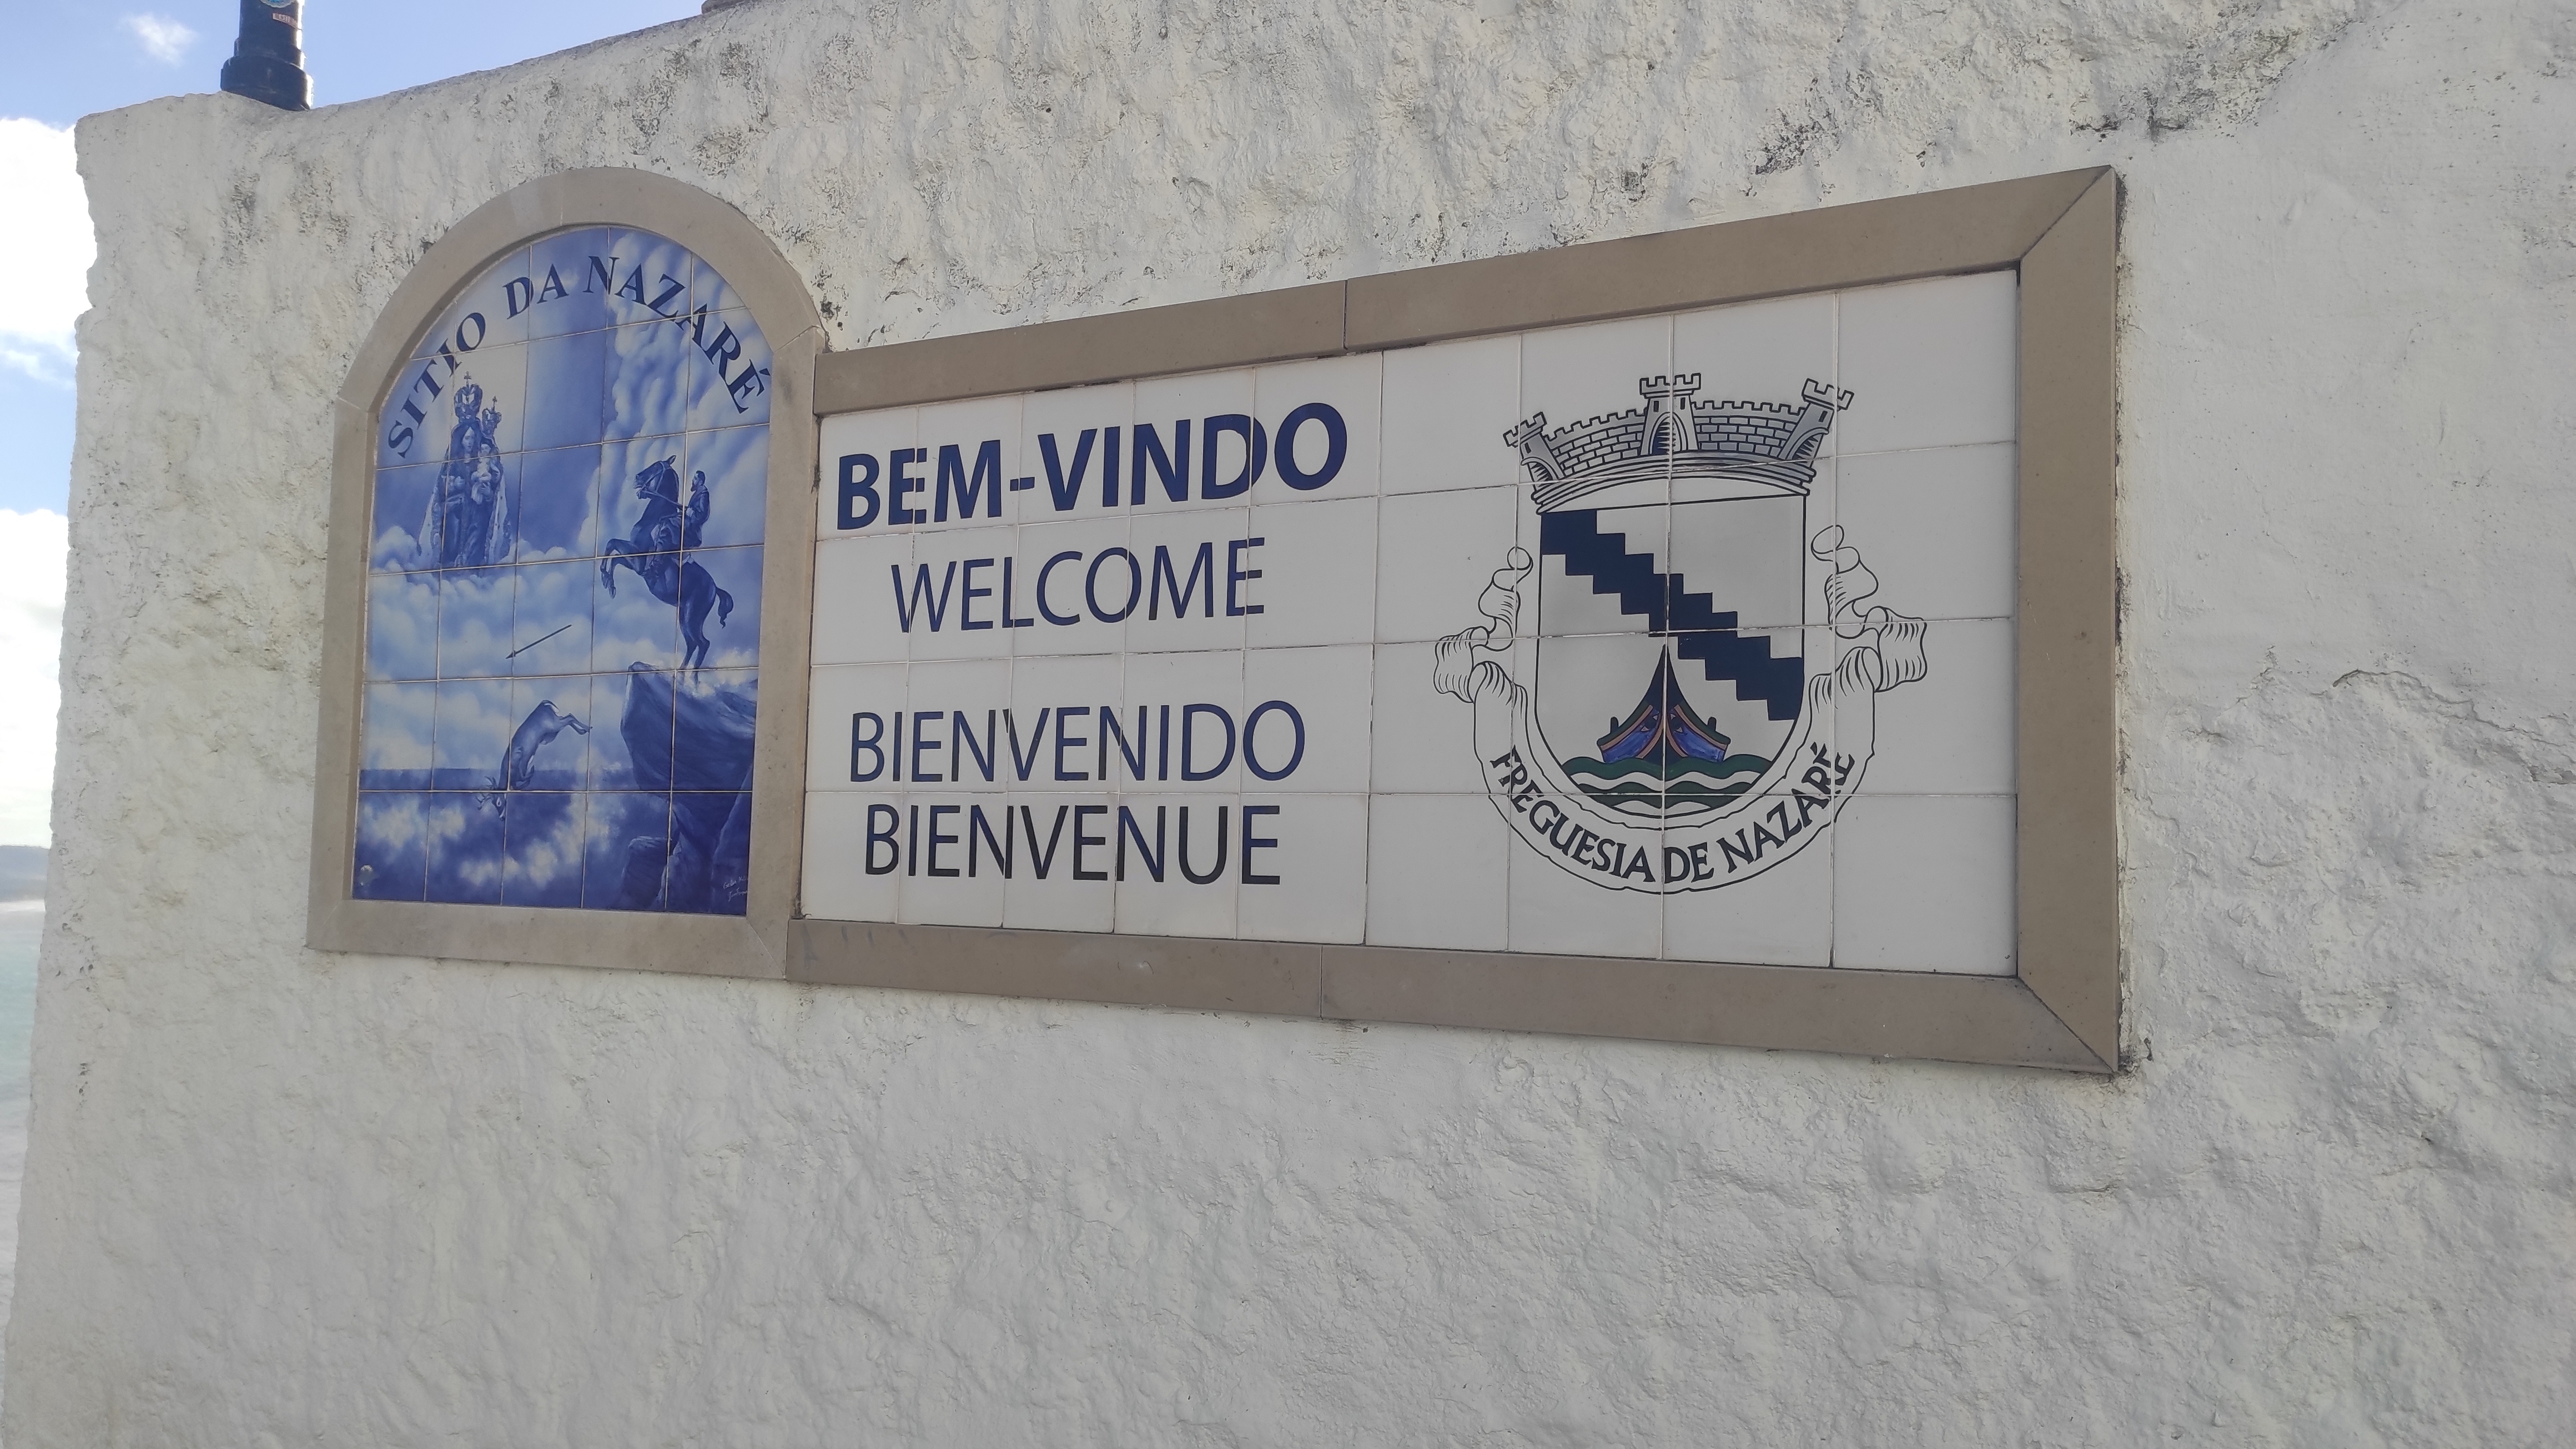 SITIO DA NAZARÉ
BEM-VINDO
WELCOME
BIENVENIDO
BIENVENUE
FREGUESIA DE NAZARÉ